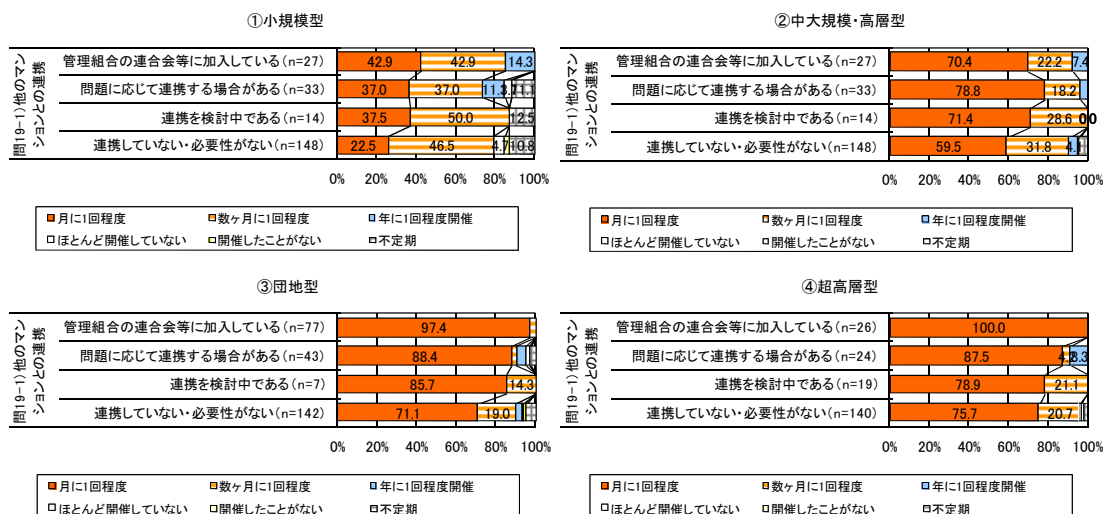 ①小規模型
問19-1)他のマンションとの連携
管理組合の連合会等に加入している(n=27) 42.9 42.9 14.3
問題に応じて連携する場合がある(n=33) 37.0 37.0 11.1 3.7 11.1
連携を検討中である(n=14) 37.5 50.0 12.5
連携していない・必要性がない(n=148) 22.5 46.5 4.7 10.8
0% 20% 40% 60% 80% 100%
■月に1回程度 ■数ヶ月に1回程度 ■年に1回程度開催
□ほとんど開催していない □開催したことがない □不定期
②中大規模・高層型
問19-1)他のマンションとの連携
管理組合の連合会等に加入している(n=27) 70.4 22.2 7.4
問題に応じて連携する場合がある(n=33) 78.8 18.2
連携を検討中である(n=14) 71.4 28.6 00
連携していない・必要性がない(n=148) 59.5 31.8 4.
0% 20% 40% 60% 80% 100%
■月に1回程度 ■数ヶ月に1回程度 ■年に1回程度開催
□ほとんど開催していない □開催したことがない □不定期
③団地型
問19-1)他のマンションとの連携
管理組合の連合会等に加入している(n=77) 97.4
問題に応じて連携する場合がある(n=43) 88.4
連携を検討中である(n=7) 85.7 14.3
連携していない・必要性がない(n=142) 71.1 19.0
0% 20% 40% 60% 80% 100%
■月に1回程度 ■数ヶ月に1回程度 ■年に1回程度開催
□ほとんど開催していない □開催したことがない □不定期
④超高層型
問19-1)他のマンションとの連携
管理組合の連合会等に加入している(n=26) 100.0
問題に応じて連携する場合がある(n=24) 87.5 4.2 8.3
連携を検討中である(n=19) 78.9 21.1
連携していない・必要性がない(n=140) 75.7 20.7
0% 20% 40% 60% 80% 100%
■月に1回程度 ■数ヶ月に1回程度 ■年に1回程度開催
□ほとんど開催していない □開催したことがない □不定期